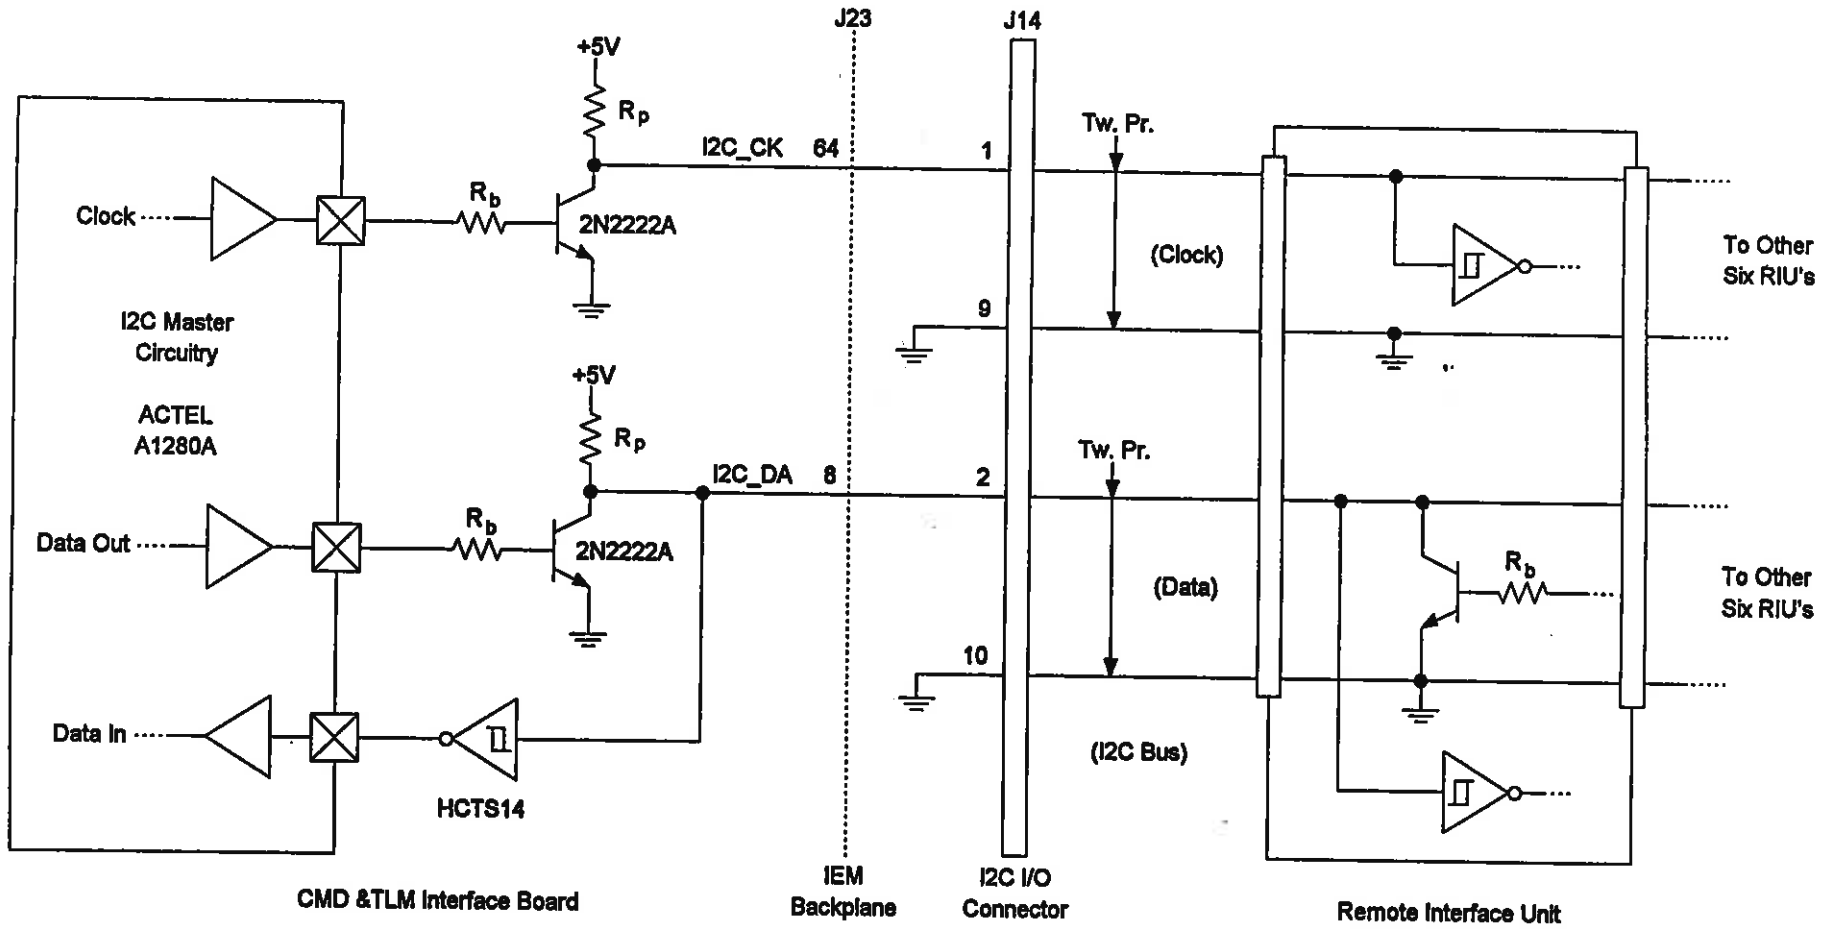 J23
J14
+5V
Rp
Tw. Pr.
I2C_CK 64
1
Rb
Clock
2N2222A
(Clock)
To Other
Six RIU's
9
I2C Master
Circuitry
ACTEL
A1280A
+5V
Rp
Tw. Pr.
I2C_DA 8
2
Rb
Data Out
2N2222A
(Data)
Rb
To Other
Six RIU's
10
Data In
(I2C Bus)
HCTS14
IEM
Backplane
I2C I/O
Connector
CMD &TLM Interface Board
Remote Interface Unit